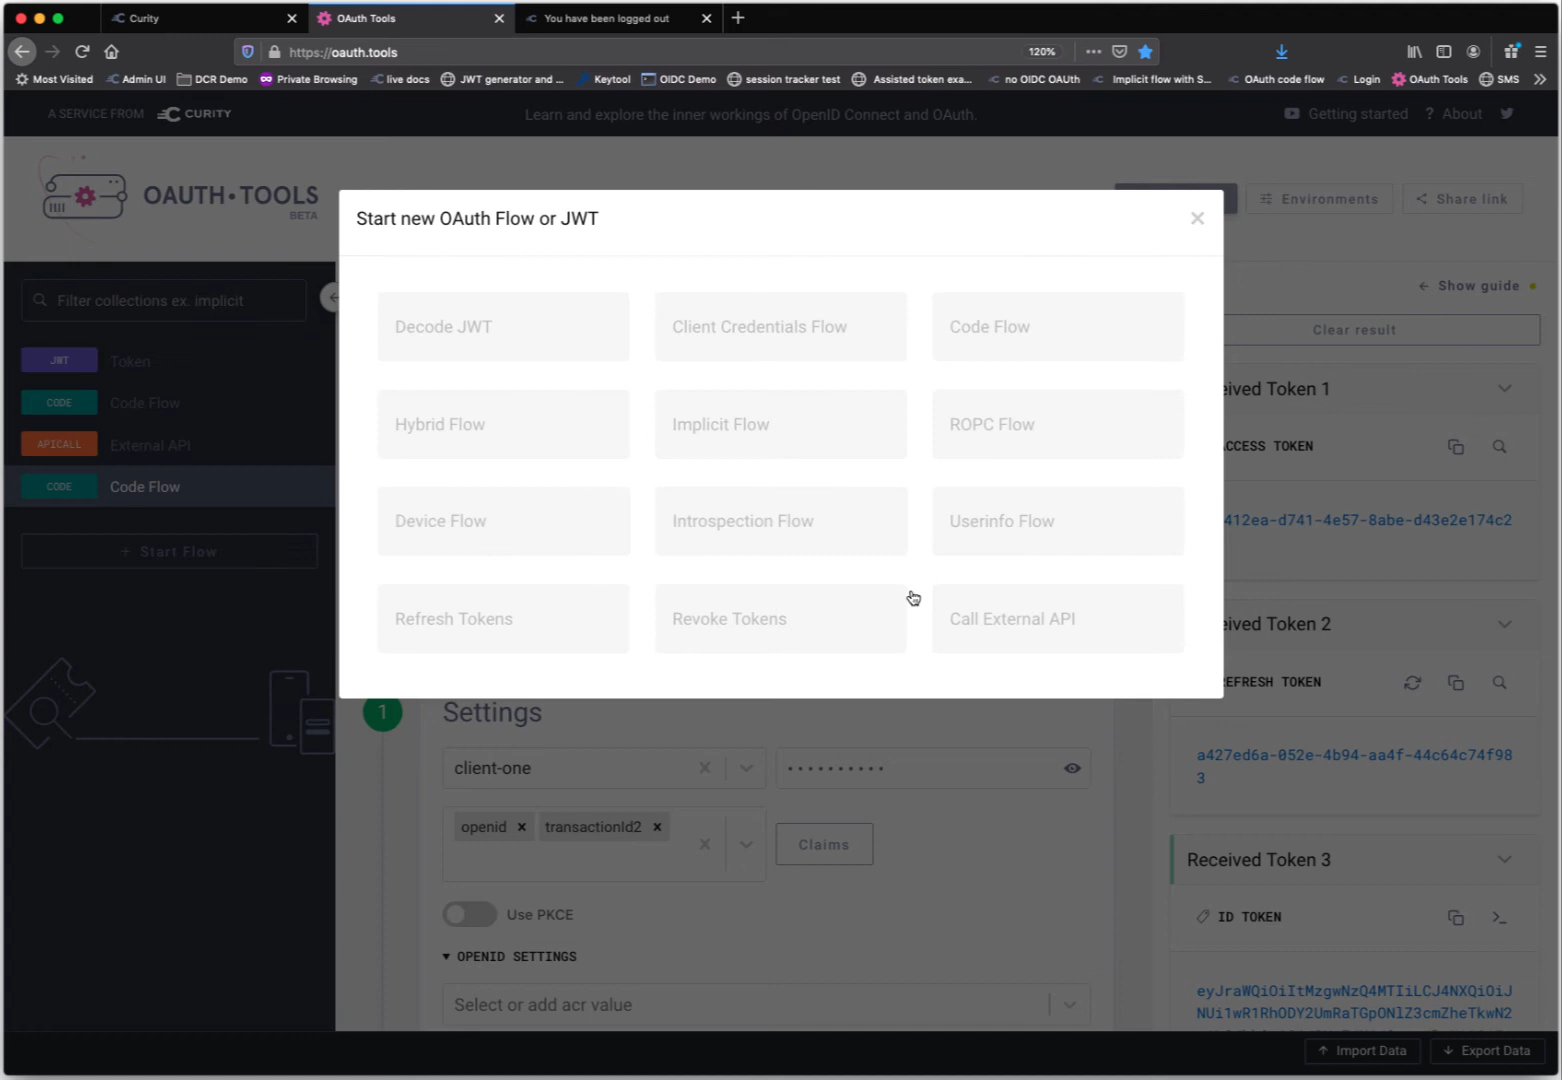 Curity
OAuth Tools
You have been logged out
https://oauth.tools
120%
Most Visited
Admin UI
DCR Demo
Private Browsing
live docs
JWT generator and ...
Keytool
OIDC Demo
session tracker test
Assisted token exa...
no OIDC OAUth
Implicit flow with S...
OAuth code flow
Login
OAuth Tools
SMS
A SERVICE FROM CURITY
Learn and explore the inner workings of OpenID Connect and OAuth.
Getting started
? About
OAUTH•TOOLS
BETA
Environments
Share link
Start new OAuth Flow or JWT
Decode JWT
Client Credentials Flow
Code Flow
Hybrid Flow
Implicit Flow
ROPC Flow
Device Flow
Introspection Flow
Userinfo Flow
Refresh Tokens
Revoke Tokens
Call External API
Filter collections ex. implicit
JWT Token
CODE Code Flow
APICALL External API
CODE Code Flow
+ Start Flow
1
Settings
client-one
openid
transactionId2
Claims
Use PKCE
OPENID SETTINGS
Select or add acr value
Show guide
Clear result
eived Token 1
CCESS TOKEN
412ea-d741-4e57-8abe-d43e2e174c2
eived Token 2
EFRESH TOKEN
a427ed6a-052e-4b94-aa4f-44c64c74f98
3
Received Token 3
ID TOKEN
eyJraWQiOiItMzgwNzQ4MTIiLCJ4NXQiOiJ
NUi1wR1RhODY2UmRaTGpONlZ3cmZheTkwN2
Import Data
Export Data